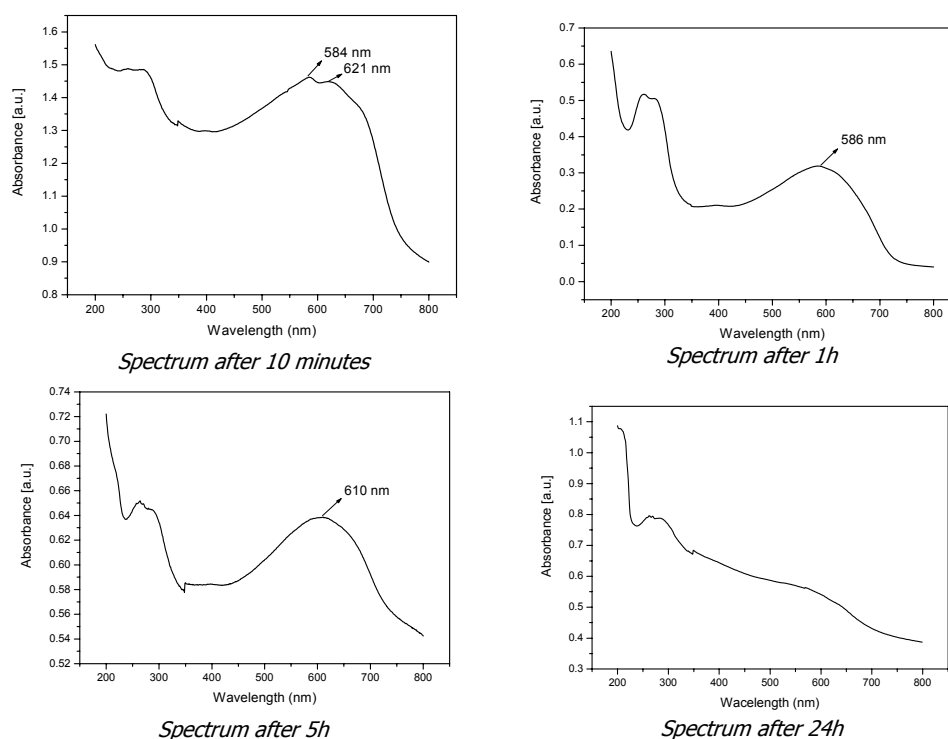 1.6
1.5
1.4
1.3
1.2
1.1
1.0
0.9
0.8
Absorbance [a.u.]
584 nm
621 nm
200 300 400 500 600 700 800
Wavelength (nm)
Spectrum after 10 minutes
0.7
0.6
0.5
0.4
0.3
0.2
0.1
0.0
Absorbance [a.u.]
586 nm
200 300 400 500 600 700 800
Wavelength (nm)
Spectrum after 1h
0.74
0.72
0.70
0.68
0.66
0.64
0.62
0.60
0.58
0.56
0.54
0.52
Absorbance [a.u.]
610 nm
200 300 400 500 600 700 800
Wavelength (nm)
Spectrum after 5h
1.1
1.0
0.9
0.8
0.7
0.6
0.5
0.4
0.3
Absorbance [a.u.]
200 300 400 500 600 700 800
Wacelength (nm)
Spectrum after 24h